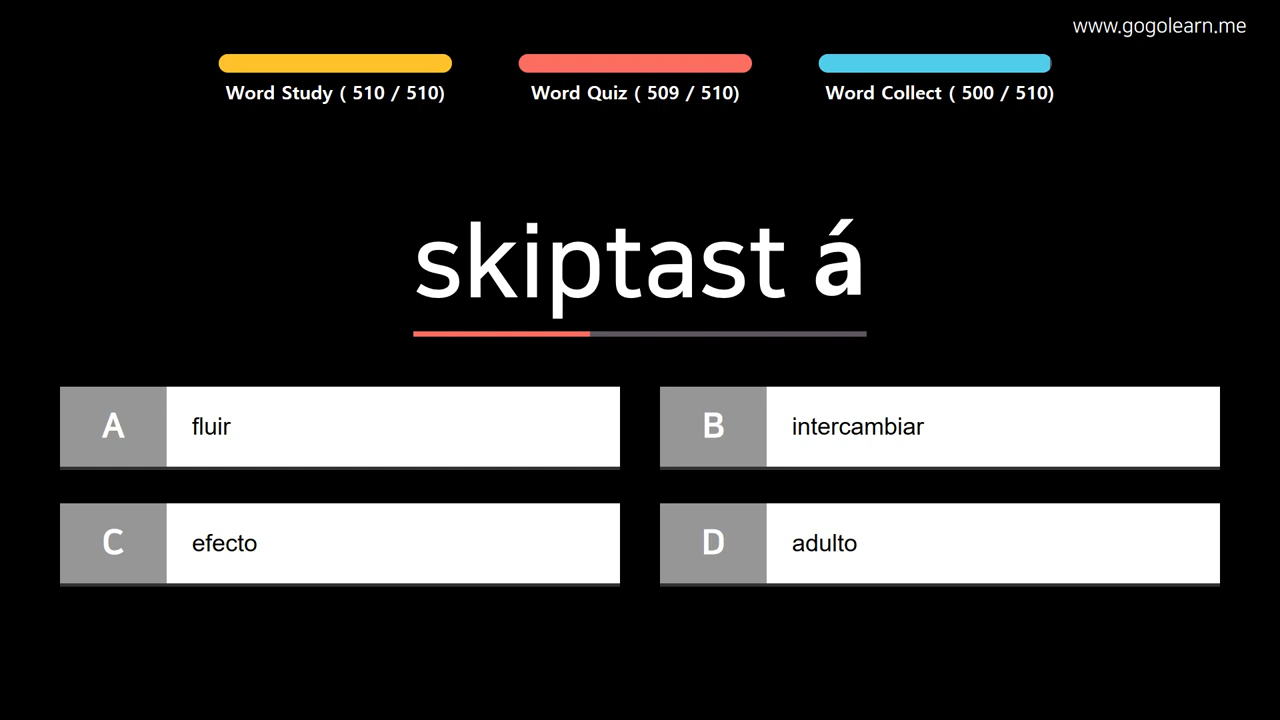 www.gogolearn.me
Word Study ( 510 / 510)
Word Quiz ( 509 / 510)
Word Collect ( 500 / 510)
skiptast á
A fluir
B intercambiar
C efecto
D adulto